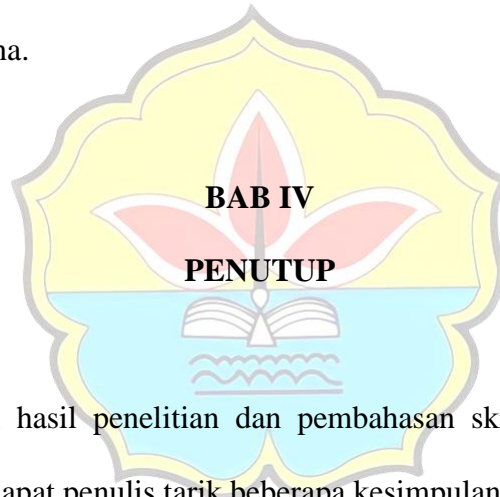 na.
BAB IV
PENUTUP
hasil penelitian dan pembahasan sk
apat penulis tarik beberapa kesimpulan